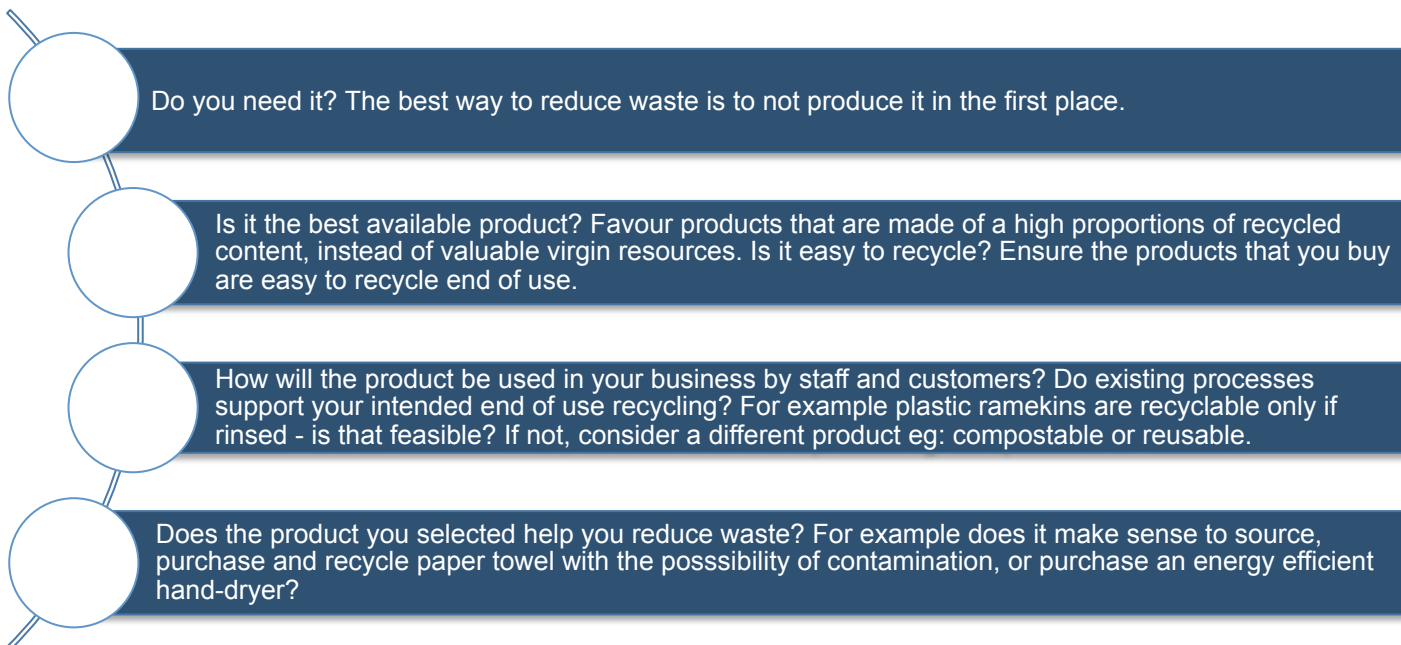 Do you need it? The best way to reduce waste is to not produce it in the first place.
Is it the best available product? Favour products that are made of a high proportions of recycled
content, instead of valuable virgin resources. Is it easy to recycle? Ensure the products that you buy
are easy to recycle end of use.
How will the product be used in your business by staff and customers? Do existing processes
support your intended end of use recycling? For example plastic ramekins are recyclable only if
rinsed - is that feasible? If not, consider a different product eg: compostable or reusable.
Does the product you selected help you reduce waste? For example does it make sense to source,
purchase and recycle paper towel with the posssibility of contamination, or purchase an energy efficient
hand-dryer?